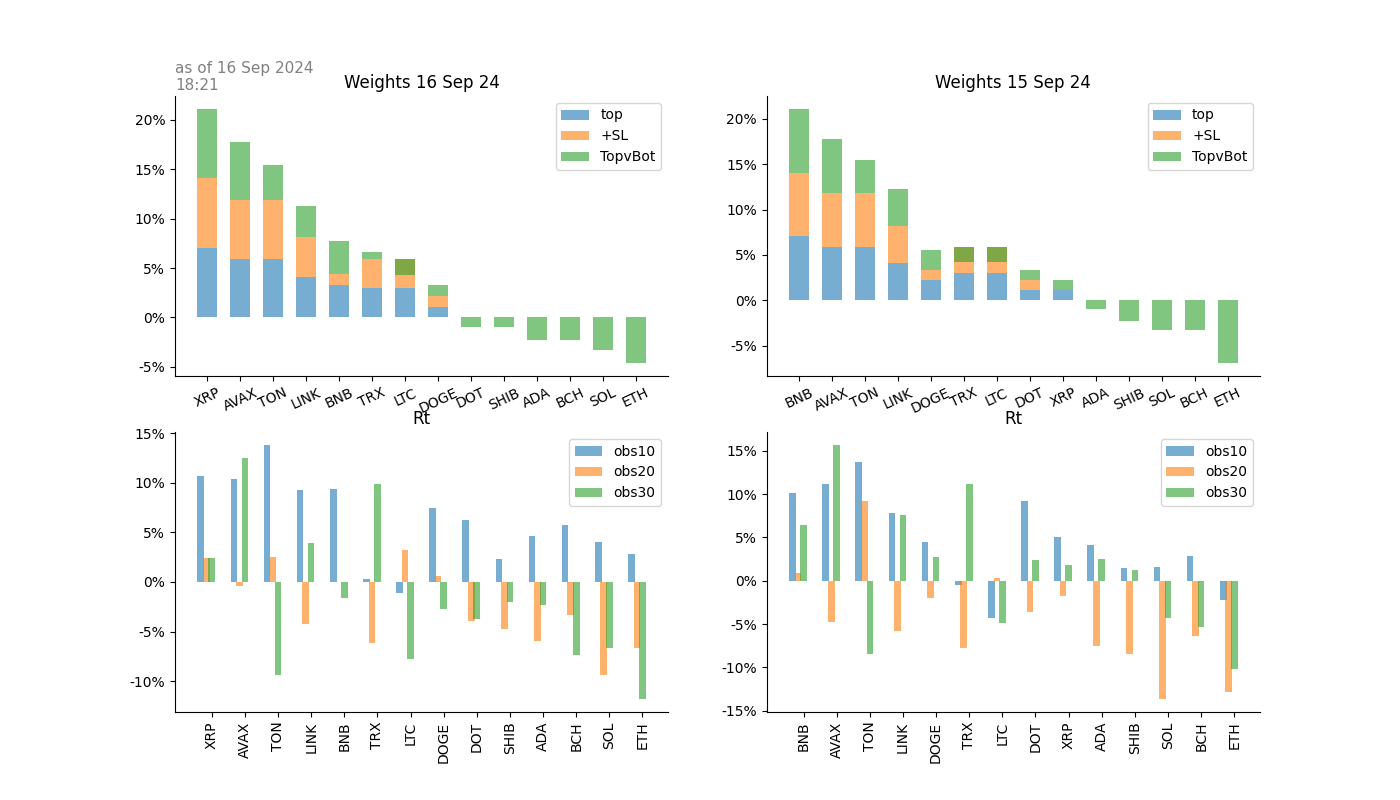 as of 16 Sep 2024
18:21
Weights 16 Sep 24
20%
15%
10%
5%
0%
-5%
top
+SL
TopvBot
XRP AVAX TON LINK BNB TRX LTC DOGE DOT SHIB ADA BCH SOL ETH
Weights 15 Sep 24
20%
15%
10%
5%
0%
-5%
top
+SL
TopvBot
BNB AVAX TON LINK DOGE TRX LTC DOT XRP ADA SHIB SOL BCH ETH
Rt
15%
10%
5%
0%
-5%
-10%
obs10
obs20
obs30
XRP AVAX TON LINK BNB TRX LTC DOGE DOT SHIB ADA BCH SOL ETH
Rt
15%
10%
5%
0%
-5%
-10%
-15%
obs10
obs20
obs30
BNB AVAX TON LINK DOGE TRX LTC DOT XRP ADA SHIB SOL BCH ETH